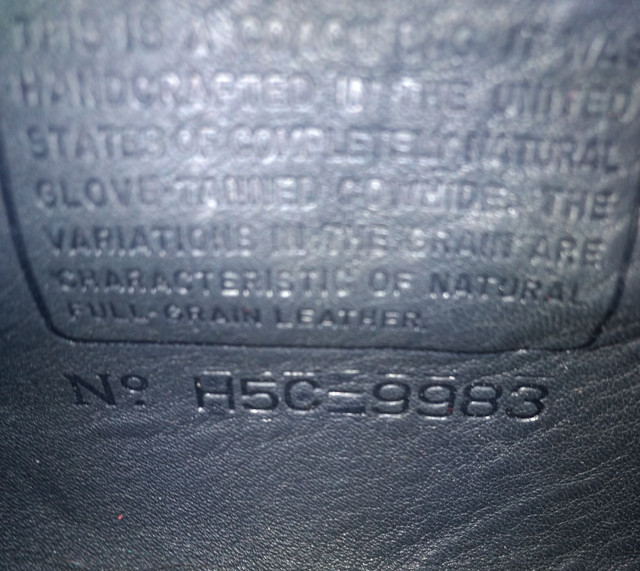 THIS IS A COACH BAG. IT WAS
HANDCRAFTED IN THE UNITED
STATES OF COMPLETELY NATURAL
GLOVE TANNED COWHIDE. THE
VARIATIONS IN THE GRAIN ARE
CHARACTERISTIC OF NATURAL
FULL-GRAIN LEATHER.
Nº H5C-9983